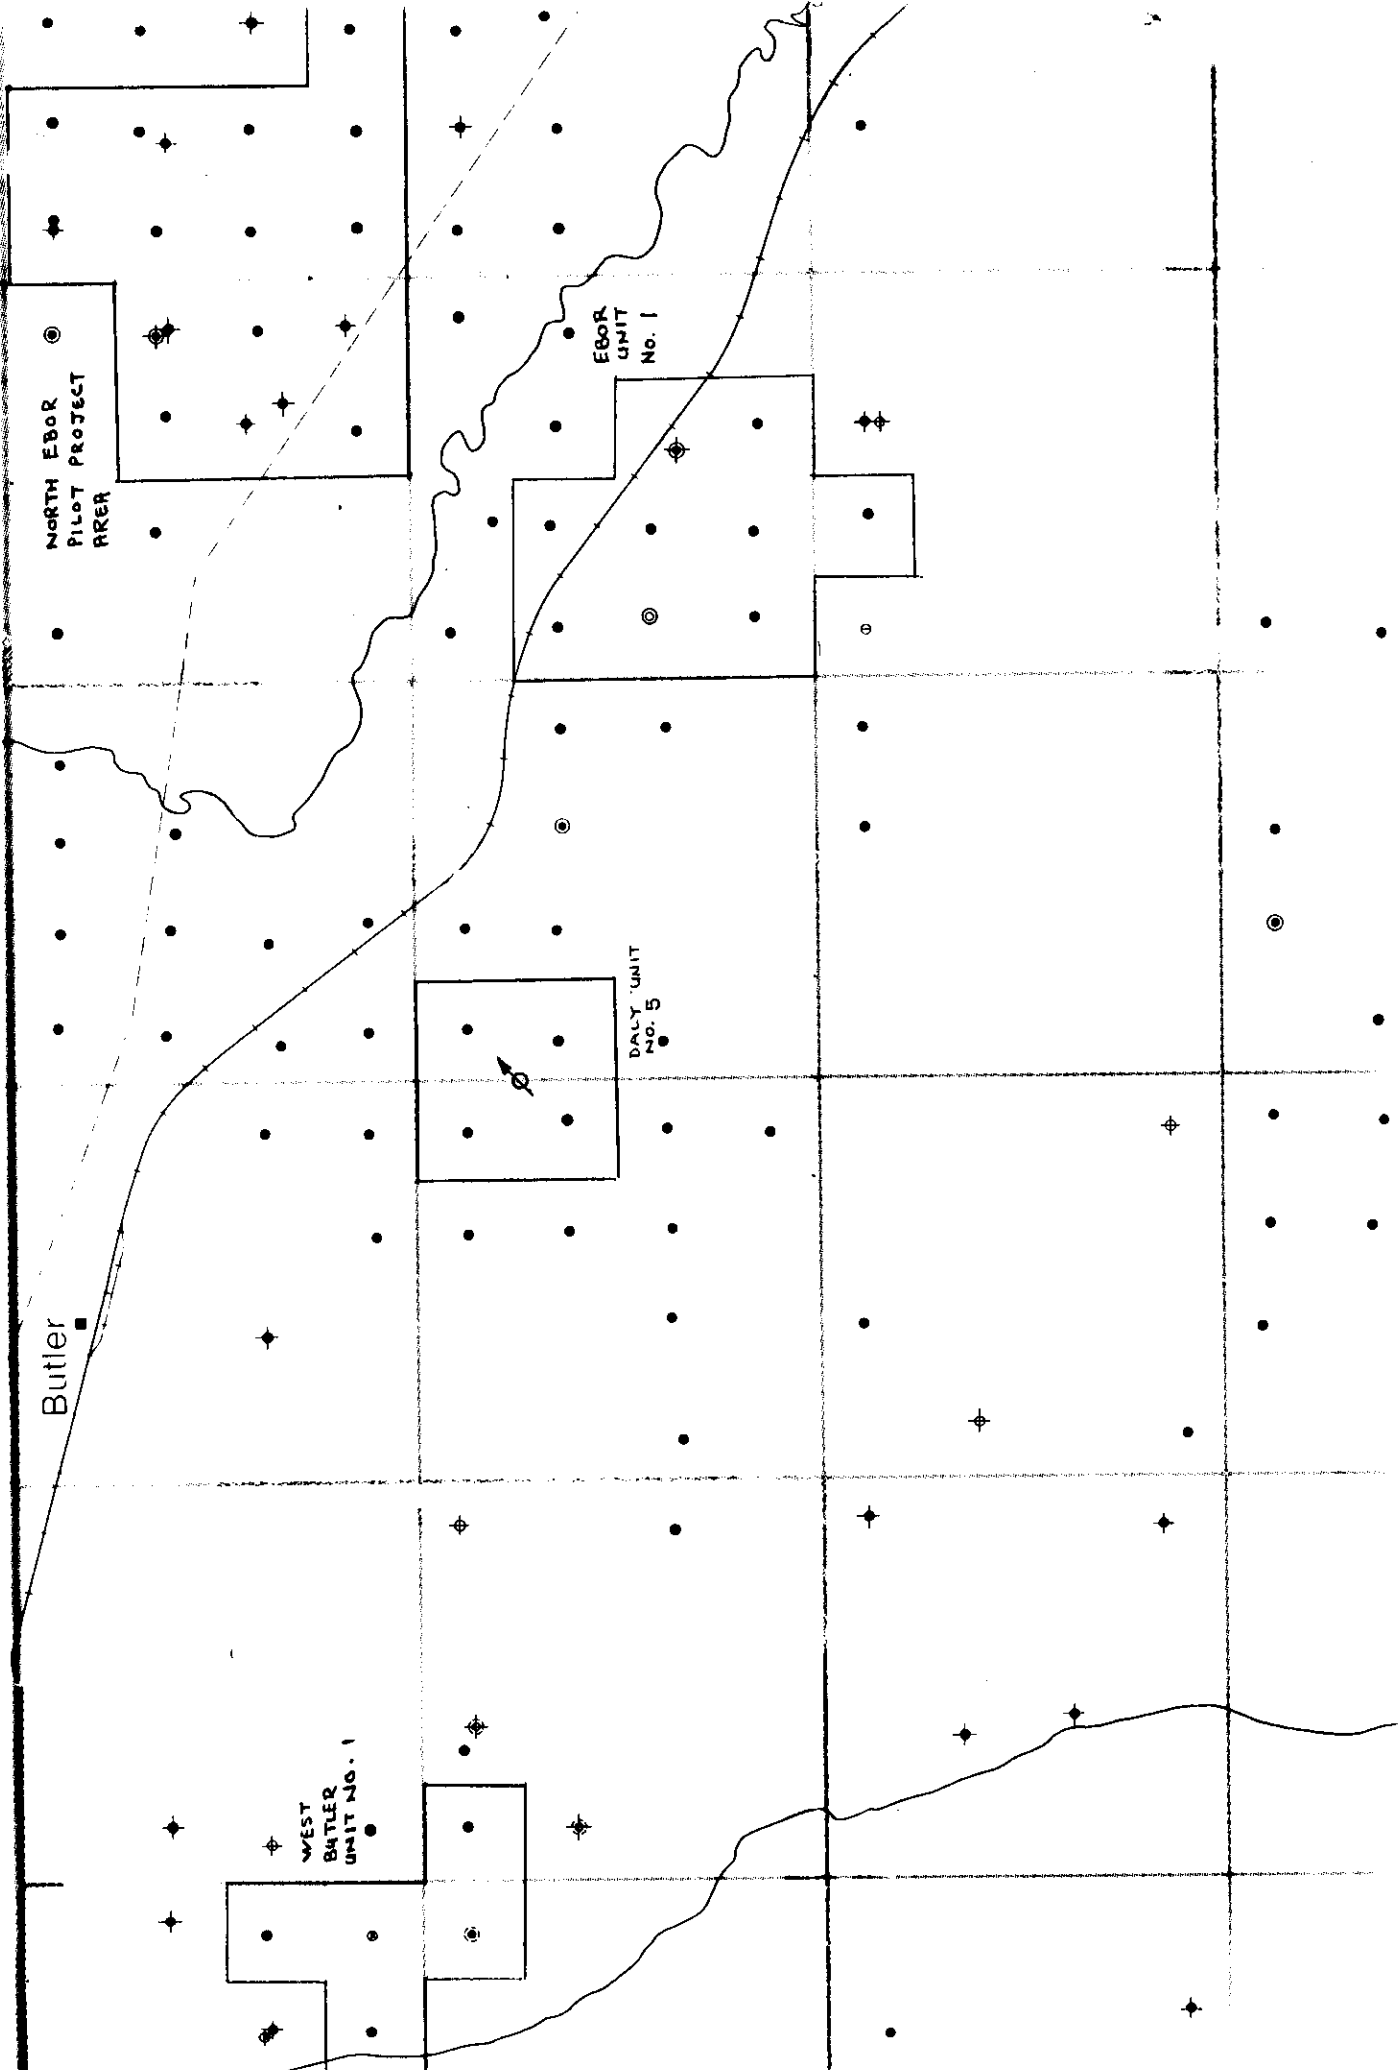 NORTH EBOR
PILOT PROJECT
AREA
EBOR
UNIT
No. 1
DALY UNIT
NO. 5
Butler
WEST
BUTLER
UNIT NO. 1